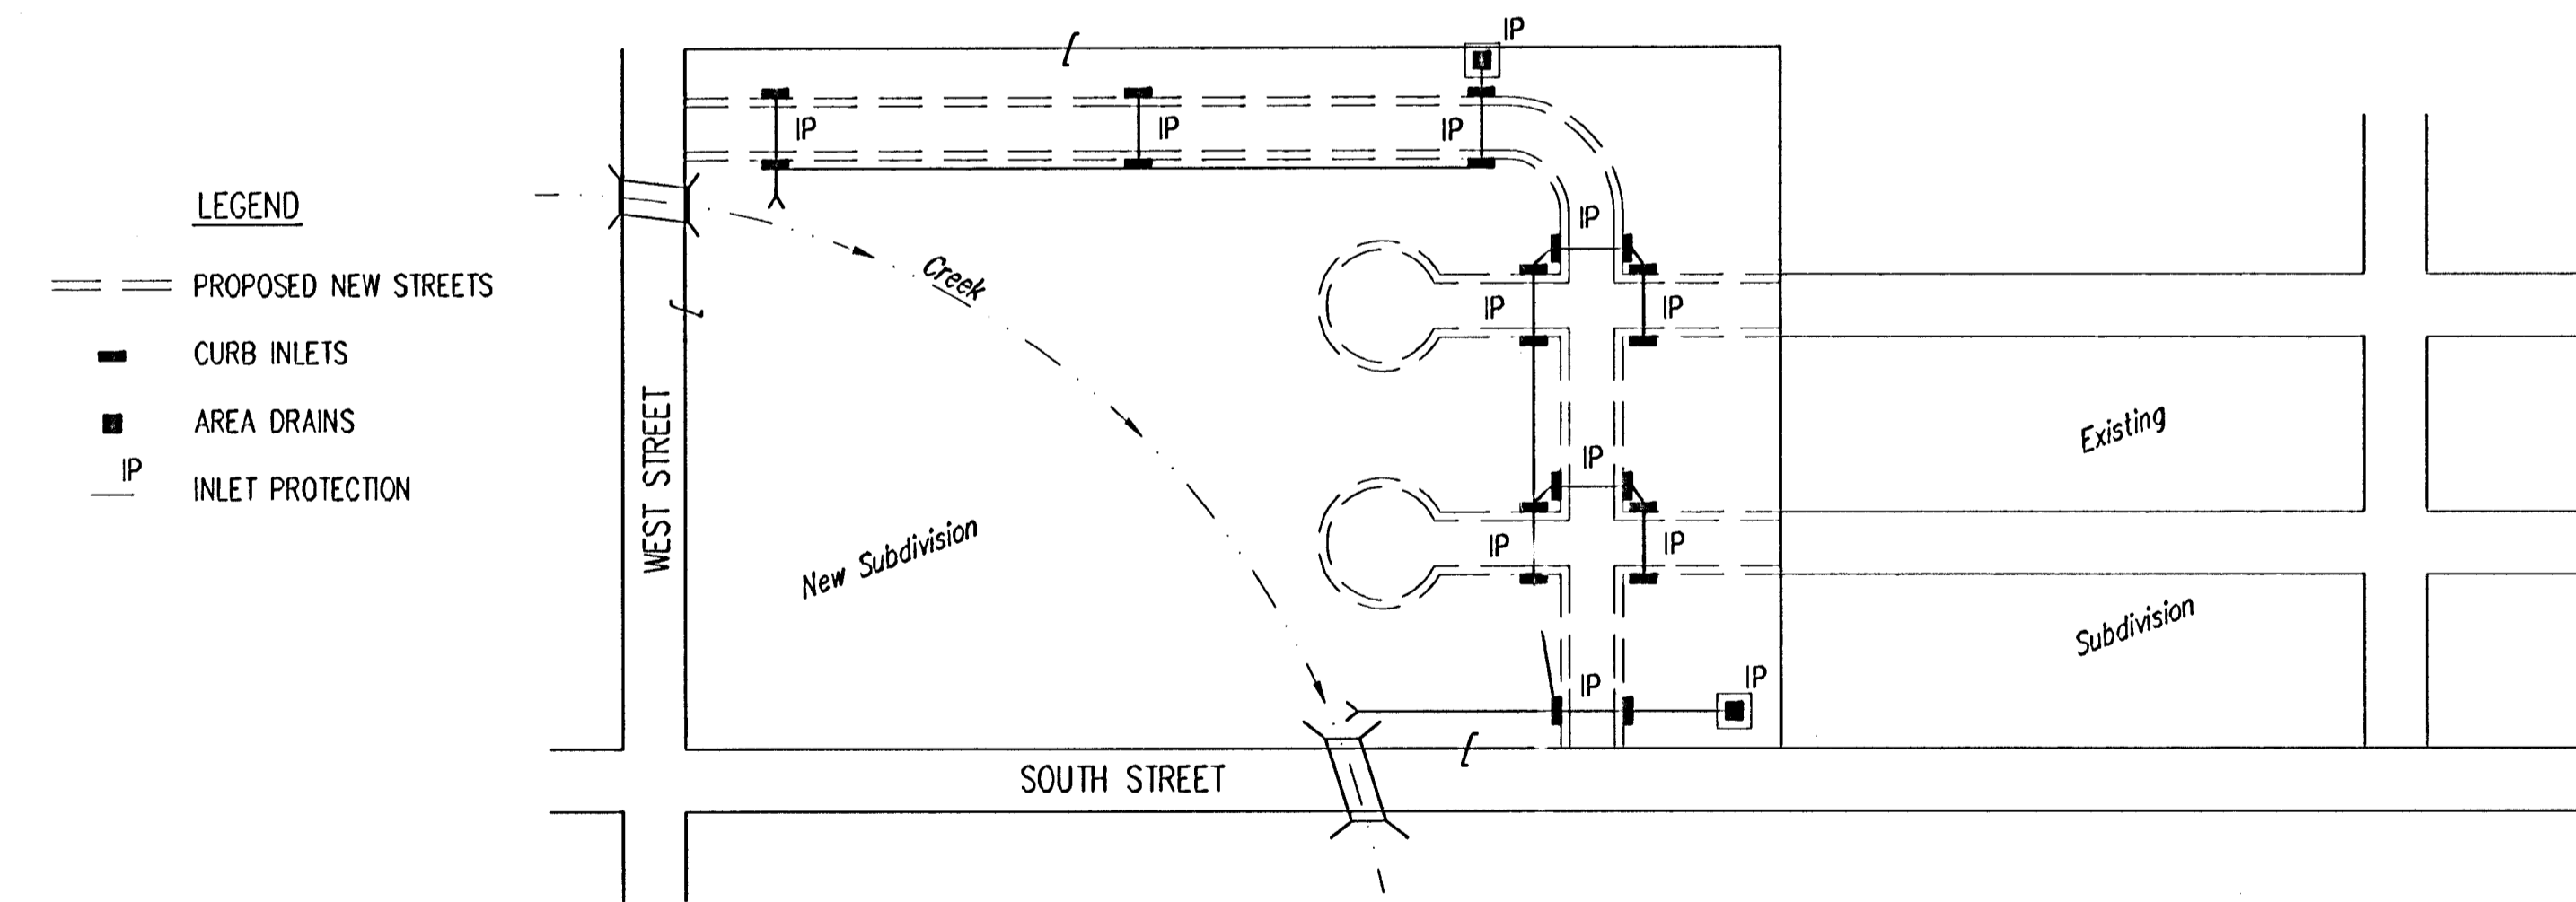 IP
IP
IP
IP
LEGEND
IP
PROPOSED NEW STREETS
Creek
IP
IP
CURB INLETS
AREA DRAINS
Existing
IP
IP
INLET PROTECTION
WEST STREET
New Subdivision
IP
IP
Subdivision
IP
IP
SOUTH STREET